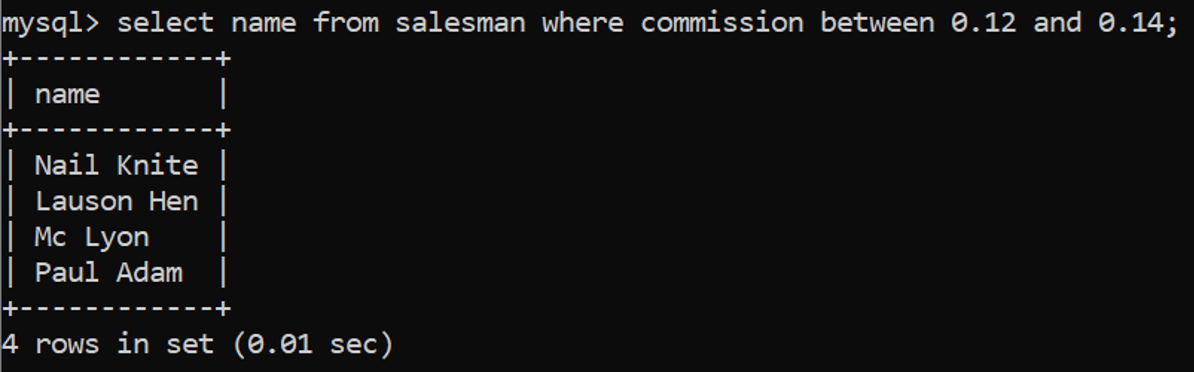 mysql> select name from salesman where commission between 0.12 and 0.14;
+------------+
| name       |
+------------+
| Nail Knite |
| Lauson Hen |
| Mc Lyon    |
| Paul Adam  |
+------------+
4 rows in set (0.01 sec)